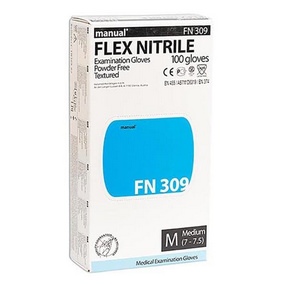 manual®
FN 309
FLEX NITRILE
Examination Gloves
100 gloves
Powder Free
Textured
manual®
FN 309
M Medium
(7 - 7.5)
Medical Examination Gloves